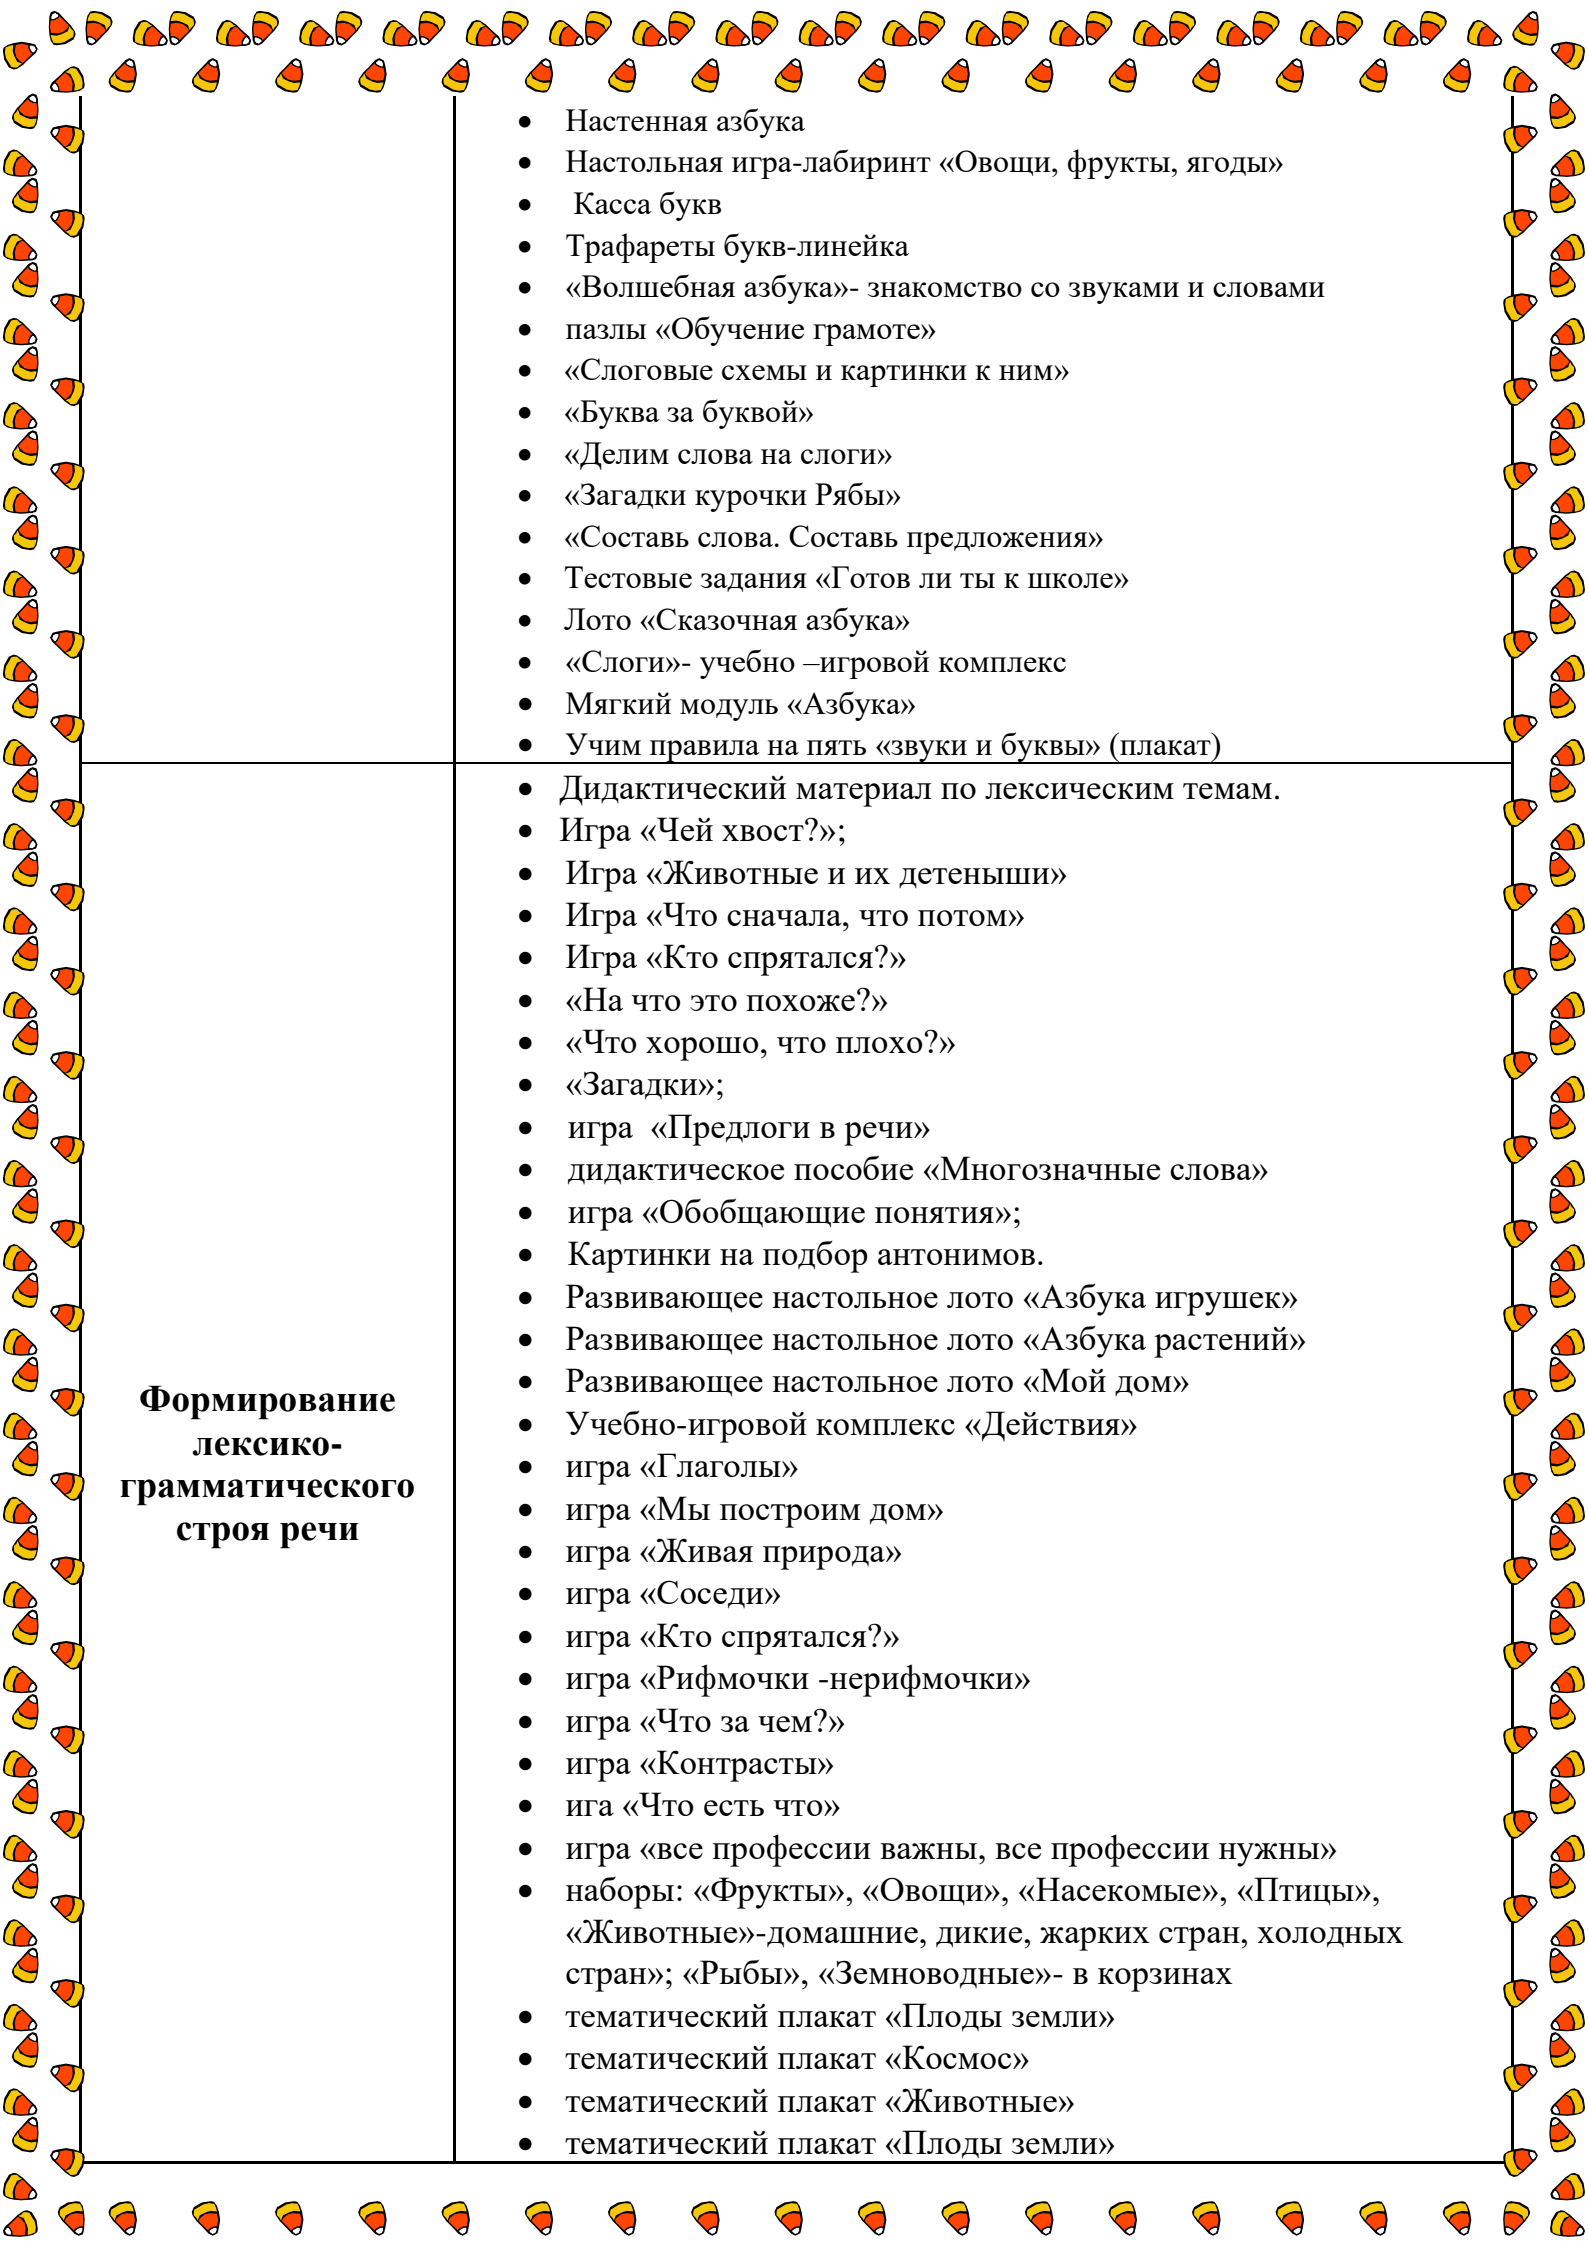 • Настенная азбука
• Настольная игра-лабиринт «Овощи, фрукты, ягоды»
• Касса букв
• Трафареты букв-линейка
• «Волшебная азбука»- знакомство со звуками и словами
• пазлы «Обучение грамоте»
• «Слоговые схемы и картинки к ним»
• «Буква за буквой»
• «Делим слова на слоги»
• «Загадки курочки Рябы»
• «Составь слова. Составь предложения»
• Тестовые задания «Готов ли ты к школе»
• Лото «Сказочная азбука»
• «Слоги»- учебно –игровой комплекс
• Мягкий модуль «Азбука»
• Учим правила на пять «звуки и буквы» (плакат)
Формирование
лексико-
грамматического
строя речи
• Дидактический материал по лексическим темам.
• Игра «Чей хвост?»;
• Игра «Животные и их детеныши»
• Игра «Что сначала, что потом»
• Игра «Кто спрятался?»
• «На что это похоже?»
• «Что хорошо, что плохо?»
• «Загадки»;
• игра «Предлоги в речи»
• дидактическое пособие «Многозначные слова»
• игра «Обобщающие понятия»;
• Картинки на подбор антонимов.
• Развивающее настольное лото «Азбука игрушек»
• Развивающее настольное лото «Азбука растений»
• Развивающее настольное лото «Мой дом»
• Учебно-игровой комплекс «Действия»
• игра «Глаголы»
• игра «Мы построим дом»
• игра «Живая природа»
• игра «Соседи»
• игра «Кто спрятался?»
• игра «Рифмочки -нерифмочки»
• игра «Что за чем?»
• игра «Контрасты»
• ига «Что есть что»
• игра «все профессии важны, все профессии нужны»
• наборы: «Фрукты», «Овощи», «Насекомые», «Птицы»,
«Животные»-домашние, дикие, жарких стран, холодных
стран»; «Рыбы», «Земноводные»- в корзинах
• тематический плакат «Плоды земли»
• тематический плакат «Космос»
• тематический плакат «Животные»
• тематический плакат «Плоды земли»